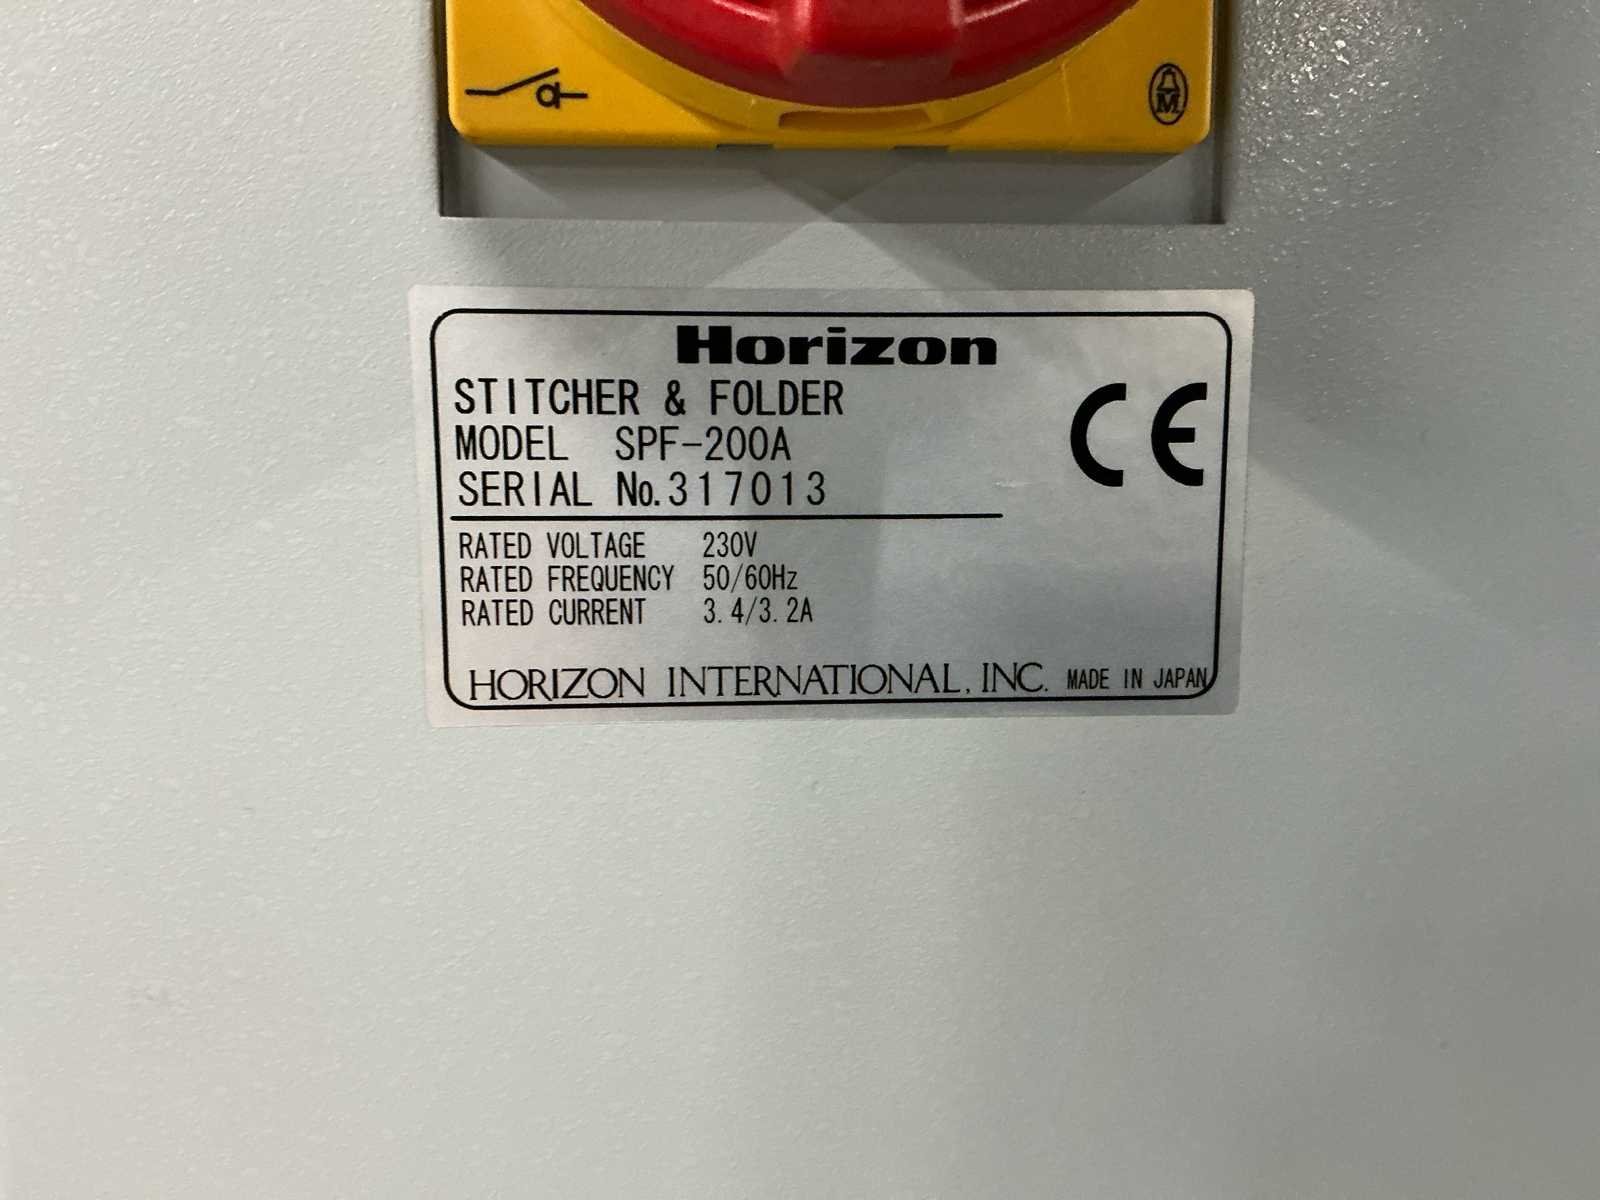 Horizon
STITCHER & FOLDER
MODEL SPF-200A
SERIAL No.317013
CE
RATED VOLTAGE 230V
RATED FREQUENCY 50/60Hz
RATED CURRENT 3.4/3.2A
HORIZON INTERNATIONAL, INC. MADE IN JAPAN